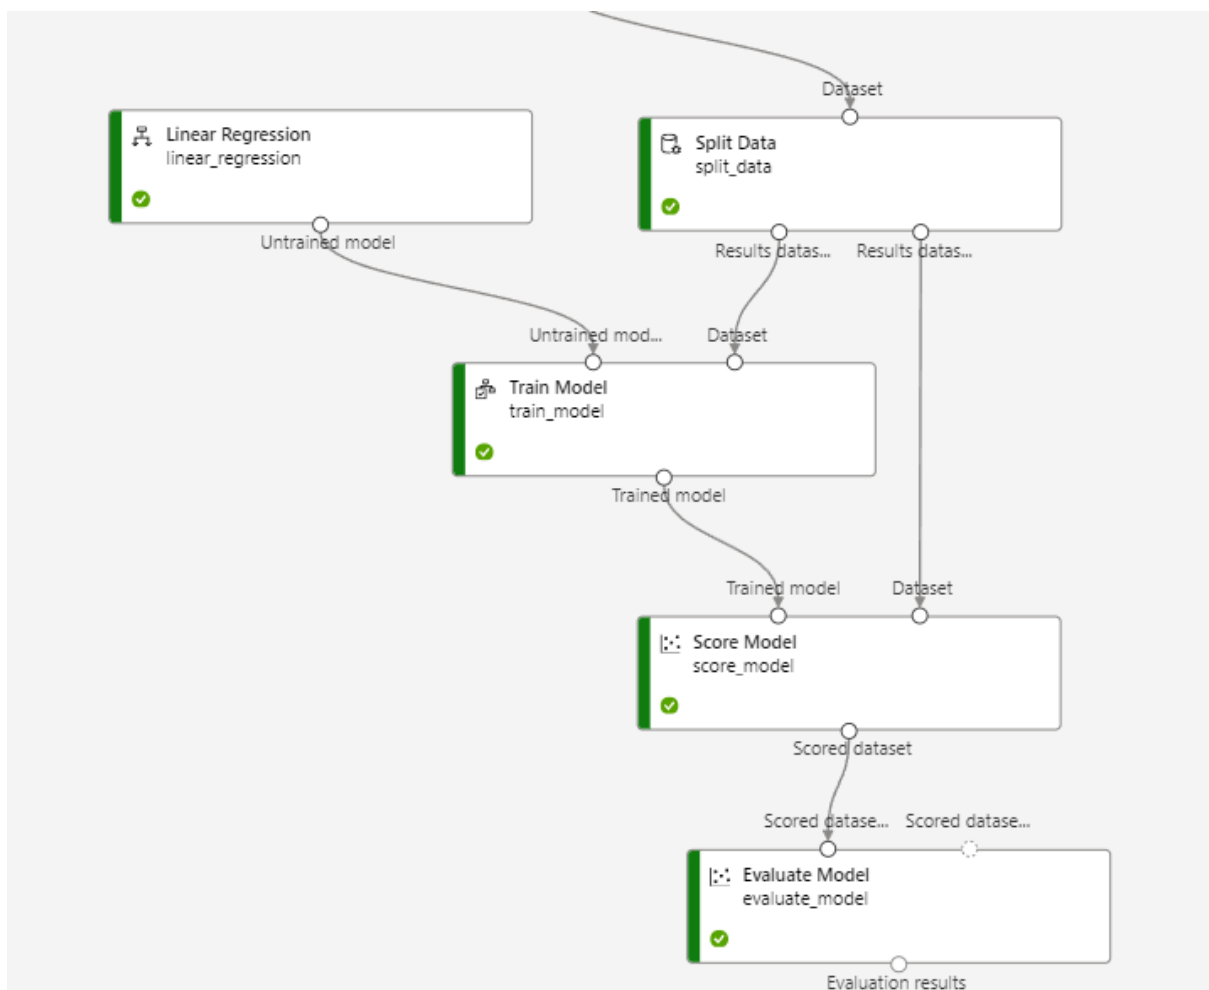 Dataset
Linear Regression
linear_regression
Split Data
split_data
Untrained model
Results datas...
Results datas...
Untrained mod...
Dataset
Train Model
train_model
Trained model
Trained model
Dataset
Score Model
score_model
Scored dataset
Scored datase...
Scored datase...
Evaluate Model
evaluate_model
Evaluation results